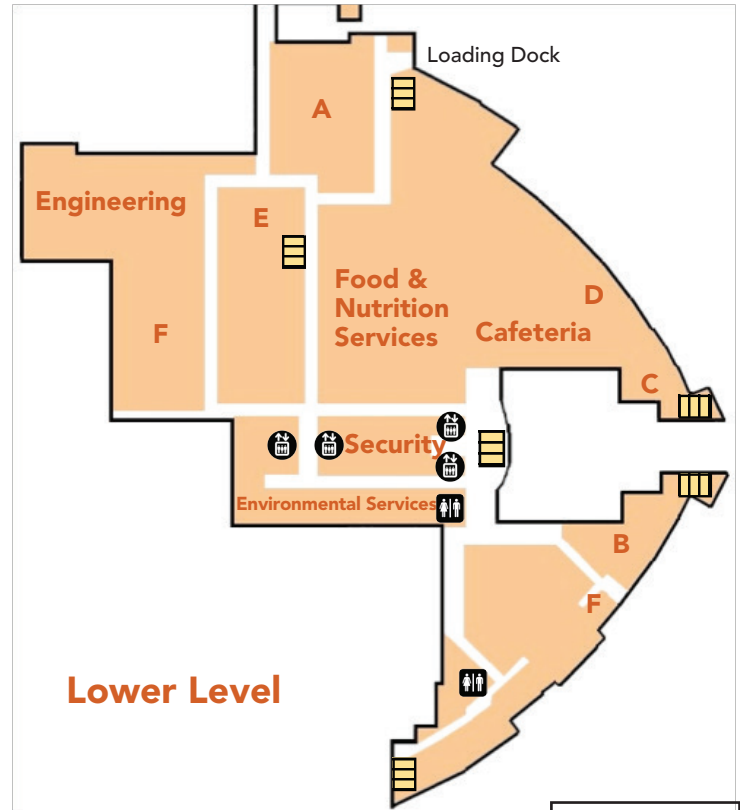 Loading Dock
A
Engineering
E
Food &
Nutrition
Services
D
Cafeteria
F
C
Security
Environmental Services
B
F
Lower Level